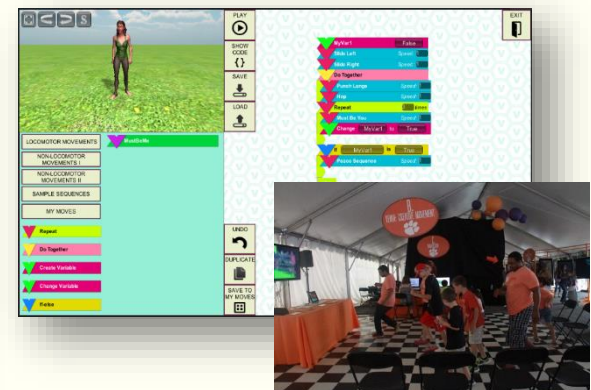 S
PLAY
SHOW
CODE
{}
SAVE
LOAD
EXIT
MyVar1 False
Slide Left Speed
Slide Right Speed
Do Together
Punch Lunge Speed
Hop Speed
Repeat times
Must Be You Speed
Change MyVar1 to True
If MyVar1 is True
Peace Sequence Speed
LOCOMOTOR MOVEMENTS
NON-LOCOMOTOR
MOVEMENTS I
NON-LOCOMOTOR
MOVEMENTS II
SAMPLE SEQUENCES
MY MOVES
Repeat
Do Together
Create Variable
Change Variable
If-else
UNDO
DUPLICATE
SAVE TO
MY MOVES